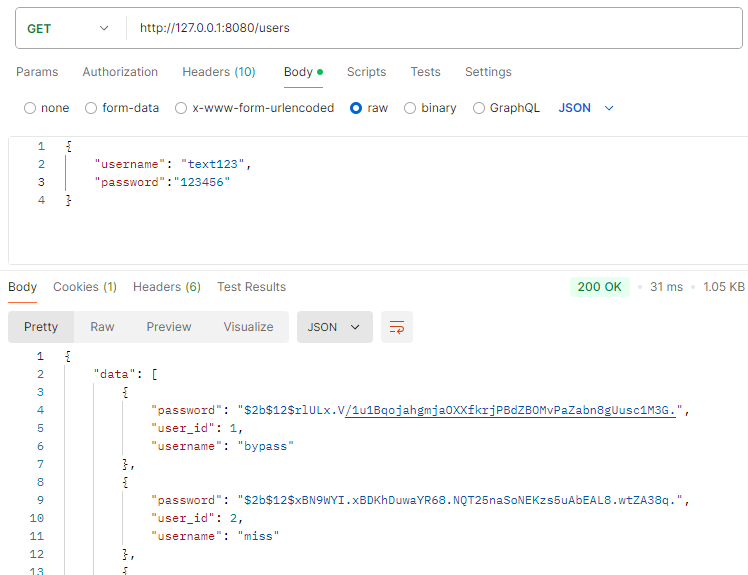 GET http://127.0.0.1:8080/users
Params Authorization Headers (10) Body Scripts Tests Settings
none form-data x-www-form-urlencoded raw binary GraphQL JSON
1 {
2 "username": "text123",
3 "password":"123456"
4 }
Body Cookies (1) Headers (6) Test Results 200 OK 31 ms 1.05 KB
Pretty Raw Preview Visualize JSON
1 {
2 "data": [
3 {
4 "password": "$2b$12$rlULx.V/1u1BqojahgmjaOXXfkrjPBdZBOMvPaZabn8gUusc1M3G.",
5 "user_id": 1,
6 "username": "bypass"
7 },
8 {
9 "password": "$2b$12$xBN9WYI.xBDKhDuwaYR68.NQT25naSoNEKzs5uAbEAL8.wtZA38q.",
10 "user_id": 2,
11 "username": "miss"
12 },
13 {